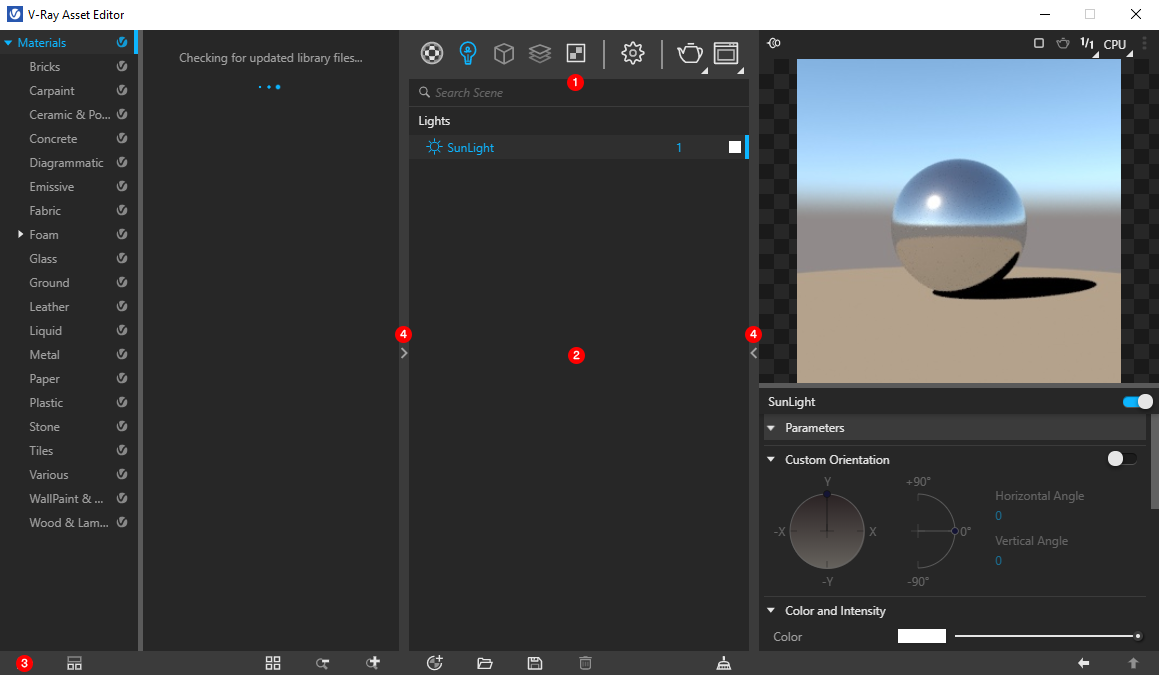 V-Ray Asset Editor
Materials
Bricks
Carpaint
Ceramic & Po...
Concrete
Diagrammatic
Emissive
Fabric
Foam
Glass
Ground
Leather
Liquid
Metal
Paper
Plastic
Stone
Tiles
Various
WallPaint & ...
Wood & Lam...
3
Checking for updated library files...
4
1
Search Scene
Lights
SunLight 1
2
4
1/1 CPU
SunLight
Parameters
Custom Orientation
Y
-X X
-Y
+90°
0°
-90°
Horizontal Angle
0
Vertical Angle
0
Color and Intensity
Color